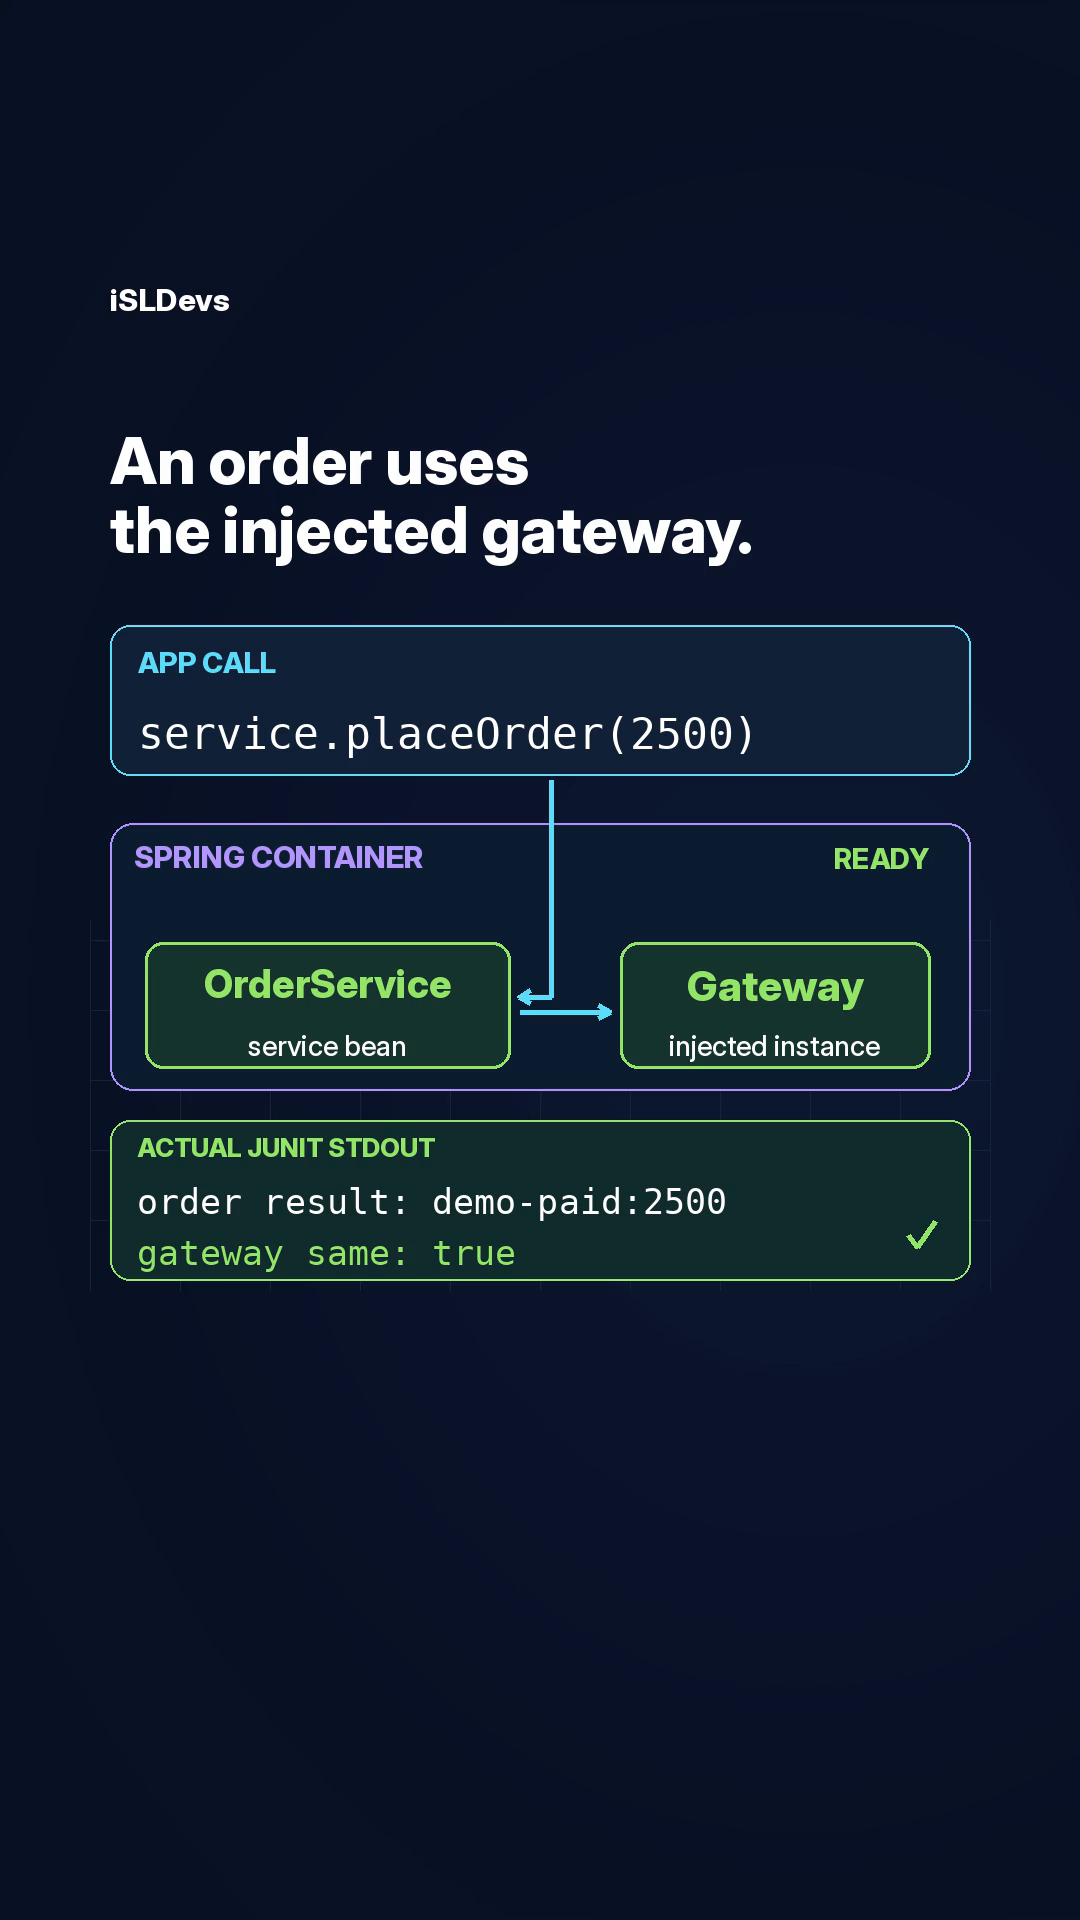 iSLDevs
An order uses
the injected gateway.
APP CALL
service.placeOrder(2500)
SPRING CONTAINER
READY
OrderService
service bean
Gateway
injected instance
ACTUAL JUNIT STDOUT
order result: demo-paid:2500
gateway same: true